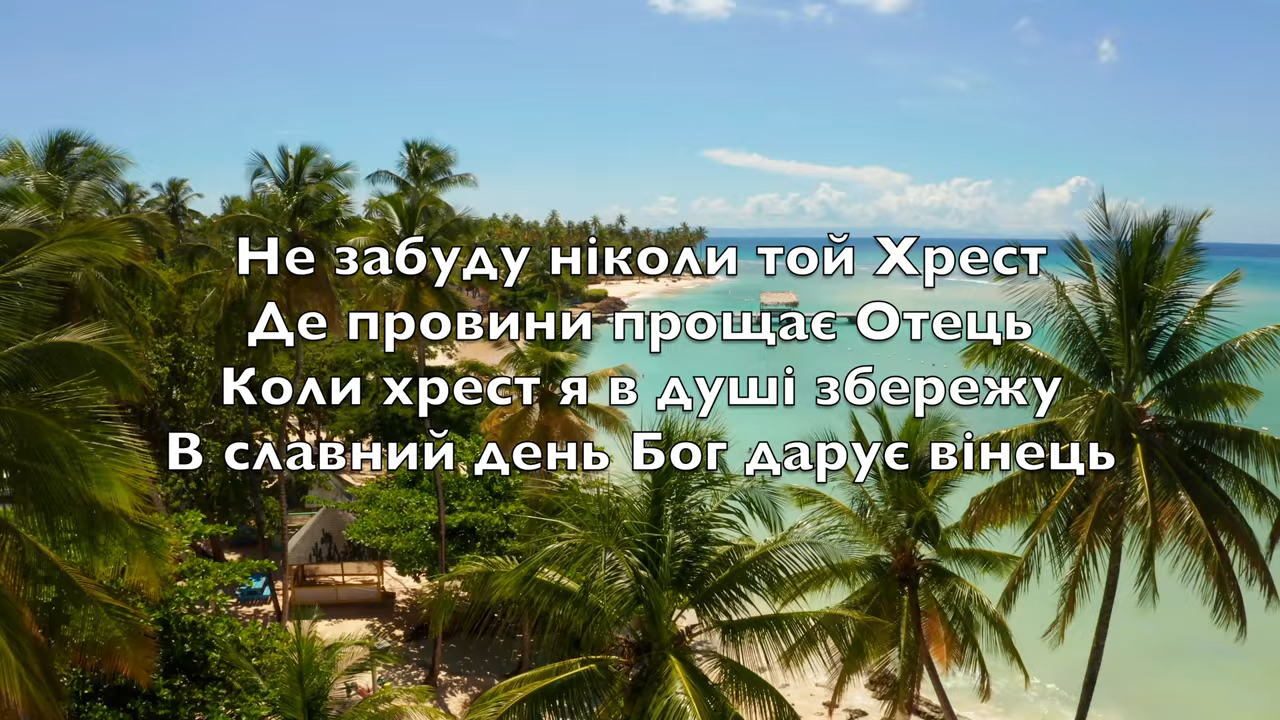 Не забуду ніколи той Хрест
Де провини прощає Отець
Коли хрест я в душі збережу
В славний день Бог дарує вінець